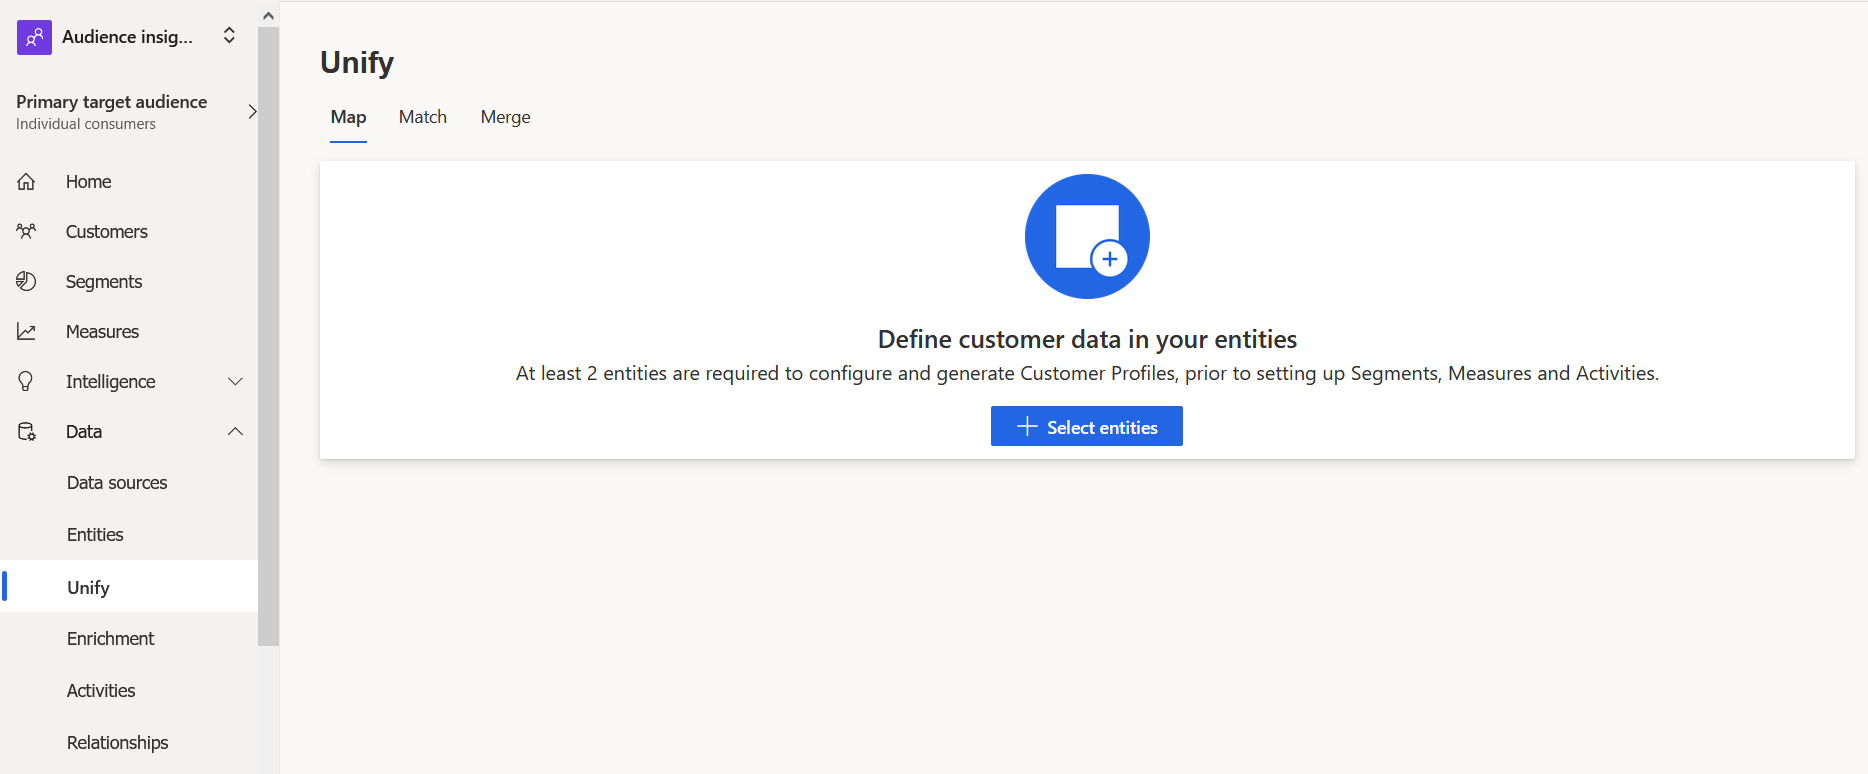 Audience insig...
Primary target audience
Individual consumers
Home
Customers
Segments
Measures
Intelligence
Data
Data sources
Entities
Unify
Enrichment
Activities
Relationships
Unify
Map Match Merge
Define customer data in your entities
At least 2 entities are required to configure and generate Customer Profiles, prior to setting up Segments, Measures and Activities.
Select entities